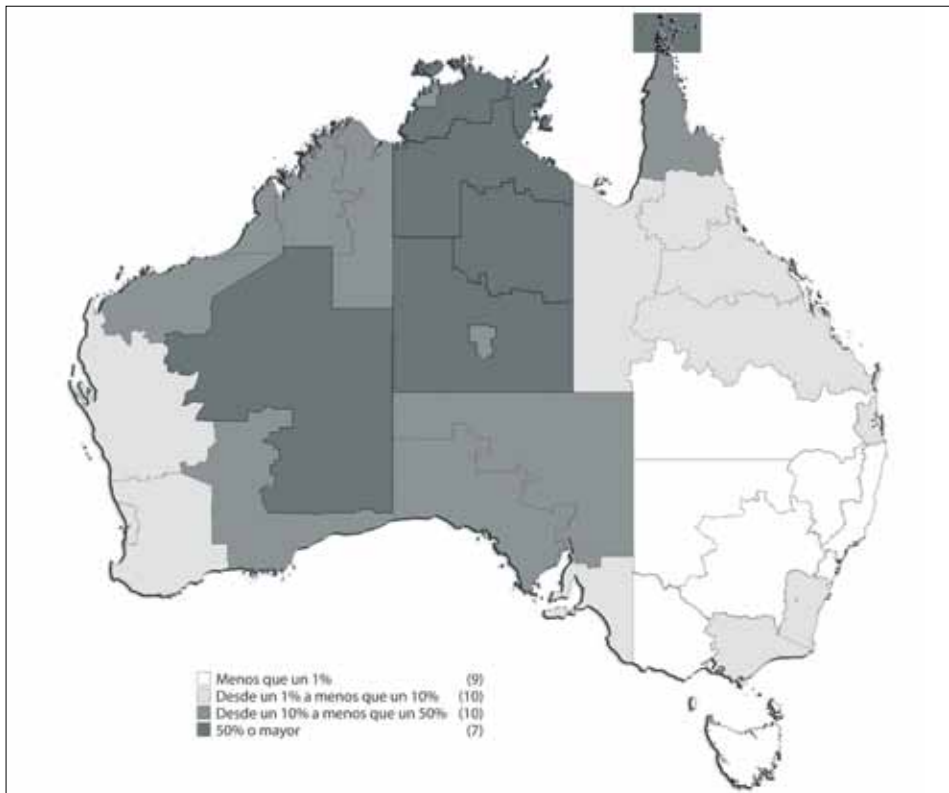 Menos que un 1% (9)
Desde un 1% a menos que un 10% (10)
Desde un 10% a menos que un 50% (10)
50% o mayor (7)